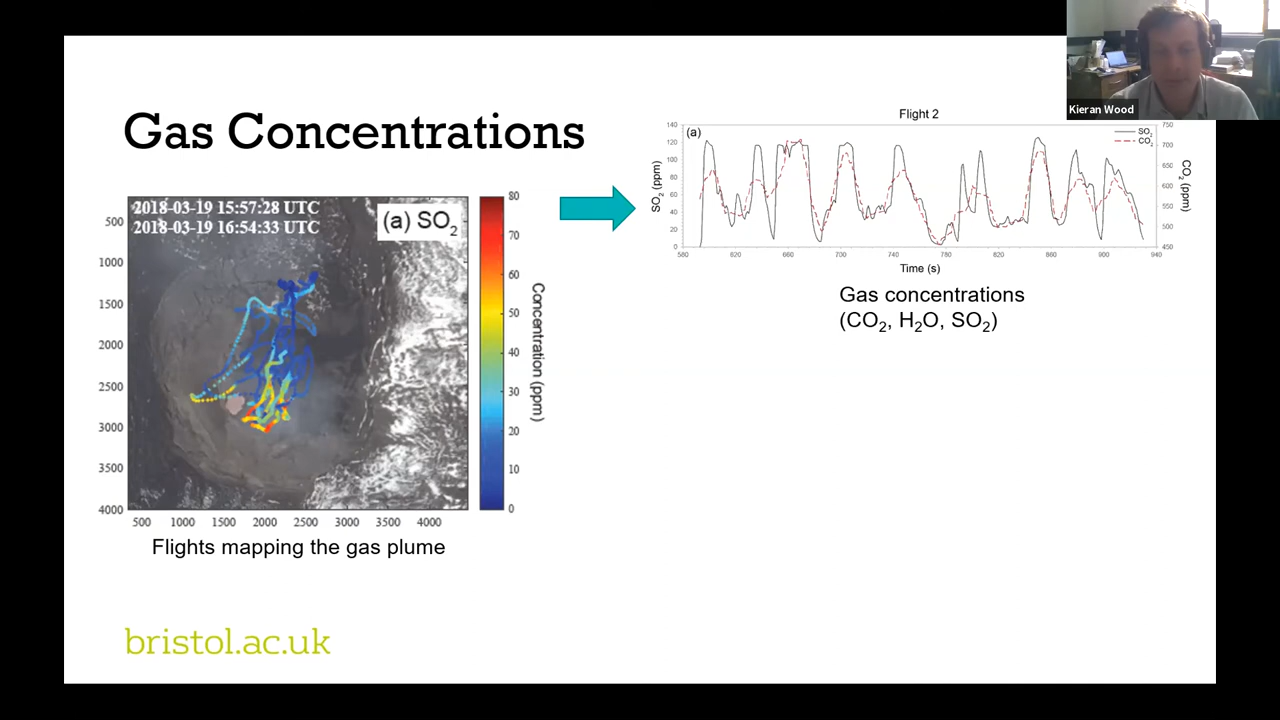 Kieran Wood
Gas Concentrations
2018-03-19 15:57:28 UTC
2018-03-19 16:54:33 UTC
(a) SO2
500
1000
1500
2000
2500
3000
3500
4000
500 1000 1500 2000 2500 3000 3500 4000
80
70
60
50
40
30
20
10
0
Concentration (ppm)
Flights mapping the gas plume
Flight 2
(a)
SO2
CO2
140
120
100
80
60
40
20
0
SO2 (ppm)
750
700
650
600
550
500
450
CO2 (ppm)
580 620 660 700 740 780 820 860 900 940
Time (s)
Gas concentrations
(CO2, H2O, SO2)
bristol.ac.uk